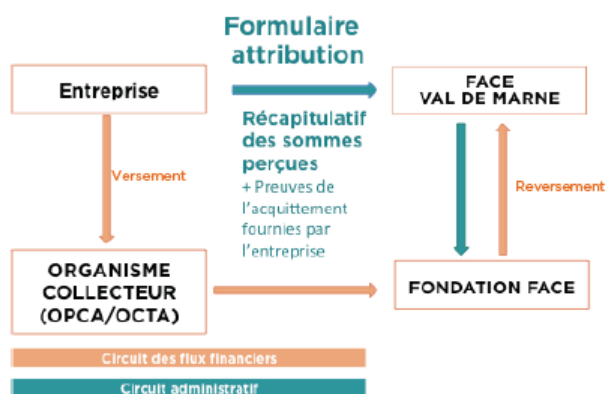 Formulaire
attribution
Entreprise
FACE
VAL DE MARNE
Récapitulatif
des sommes
perçues
+ Preuves de
l'acquittement
fournies par
l'entreprise
Versement
Reversement
ORGANISME
COLLECTEUR
(OPCA/OCTA)
FONDATION FACE
Circuit des flux financiers
Circuit administratif